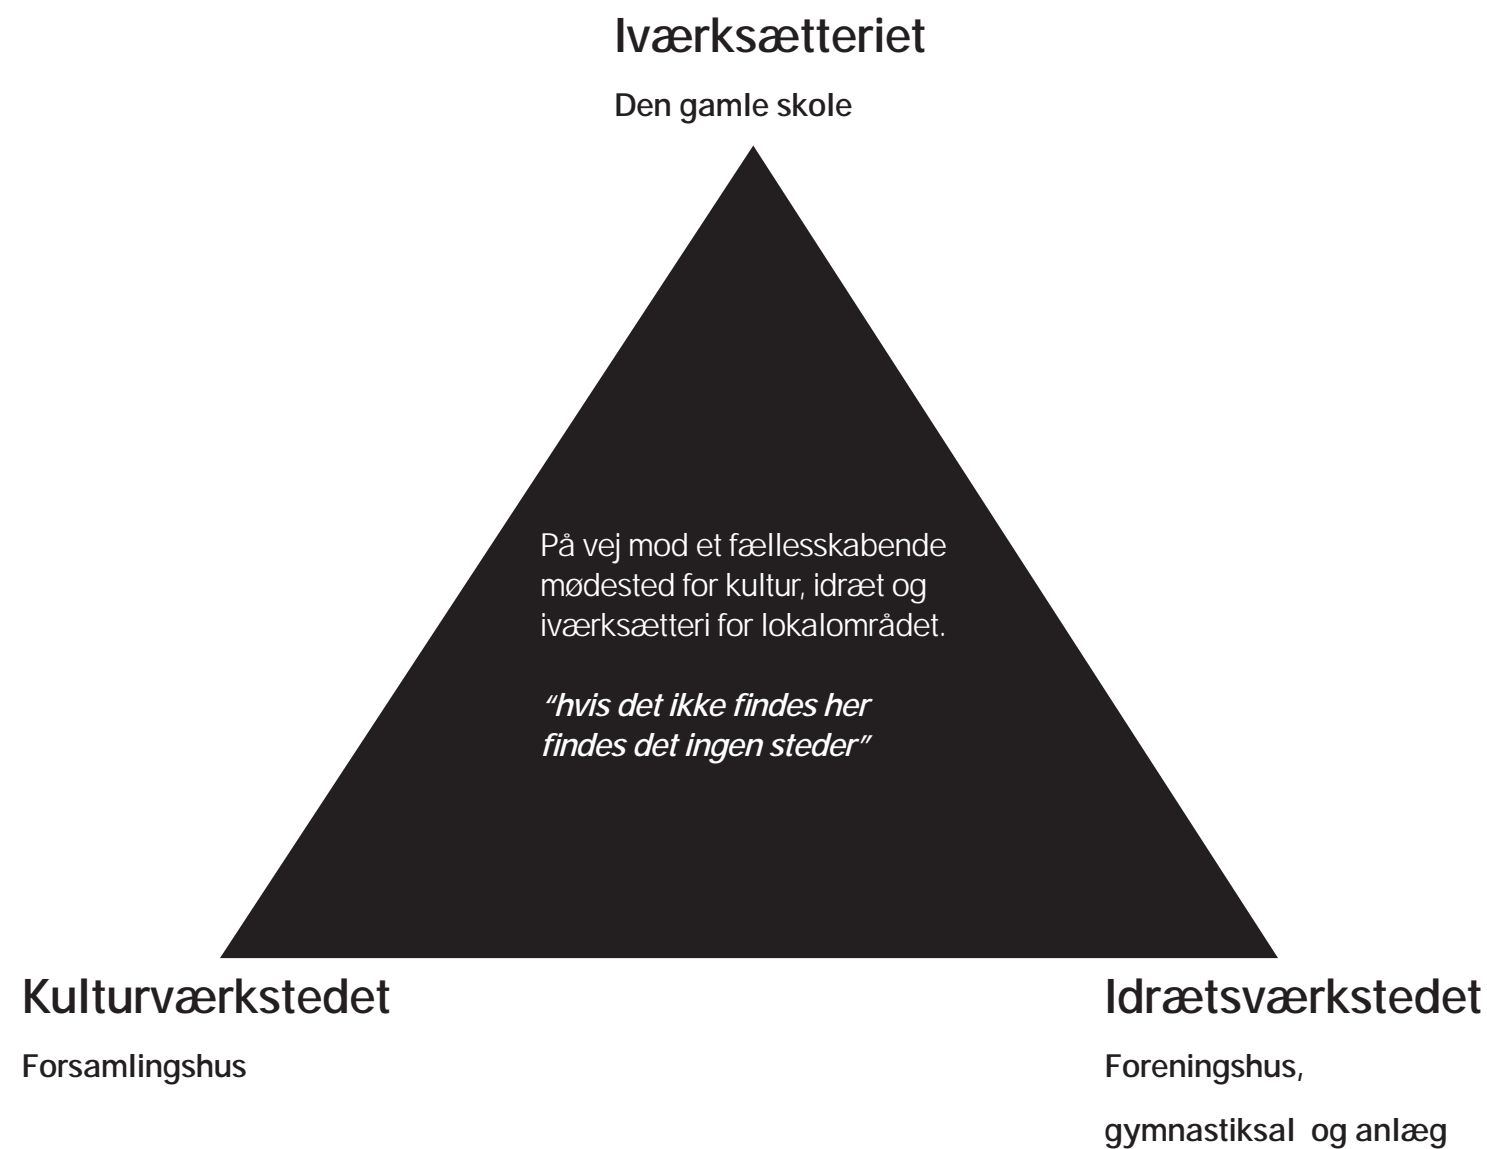 Iværksætteriet
Den gamle skole
På vej mod et fællesskabende
mødested for kultur, idræt og
iværksætteri for lokalområdet.
“hvis det ikke findes her
findes det ingen steder”
Kulturværkstedet
Forsamlingshus
Idrætsværkstedet
Foreningshus,
gymnastiksal og anlæg